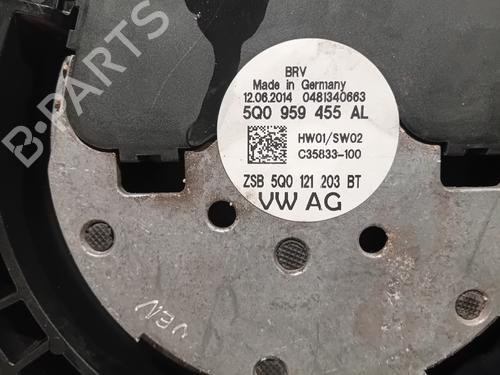 B-PARTS
BRV
Made in Germany
12.06.2014 0481340663
5Q0 959 455 AL
HW01/SW02
C35833-100
ZSB 5Q0 121 203 BT
VW AG